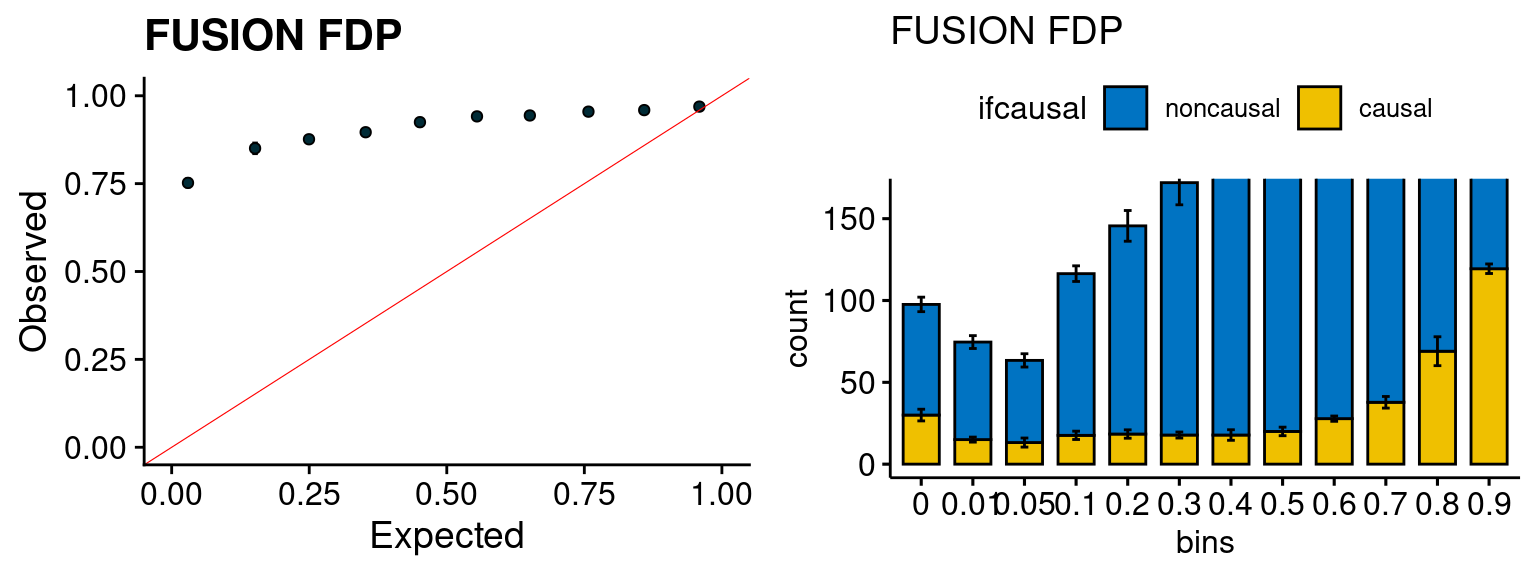 FUSION FDP
1.00
0.75
0.50
0.25
0.00
Observed
0.00 0.25 0.50 0.75 1.00
Expected
FUSION FDP
ifcausal noncausal causal
150
100
50
0
count
0 0.01 0.05 0.1 0.2 0.3 0.4 0.5 0.6 0.7 0.8 0.9
bins